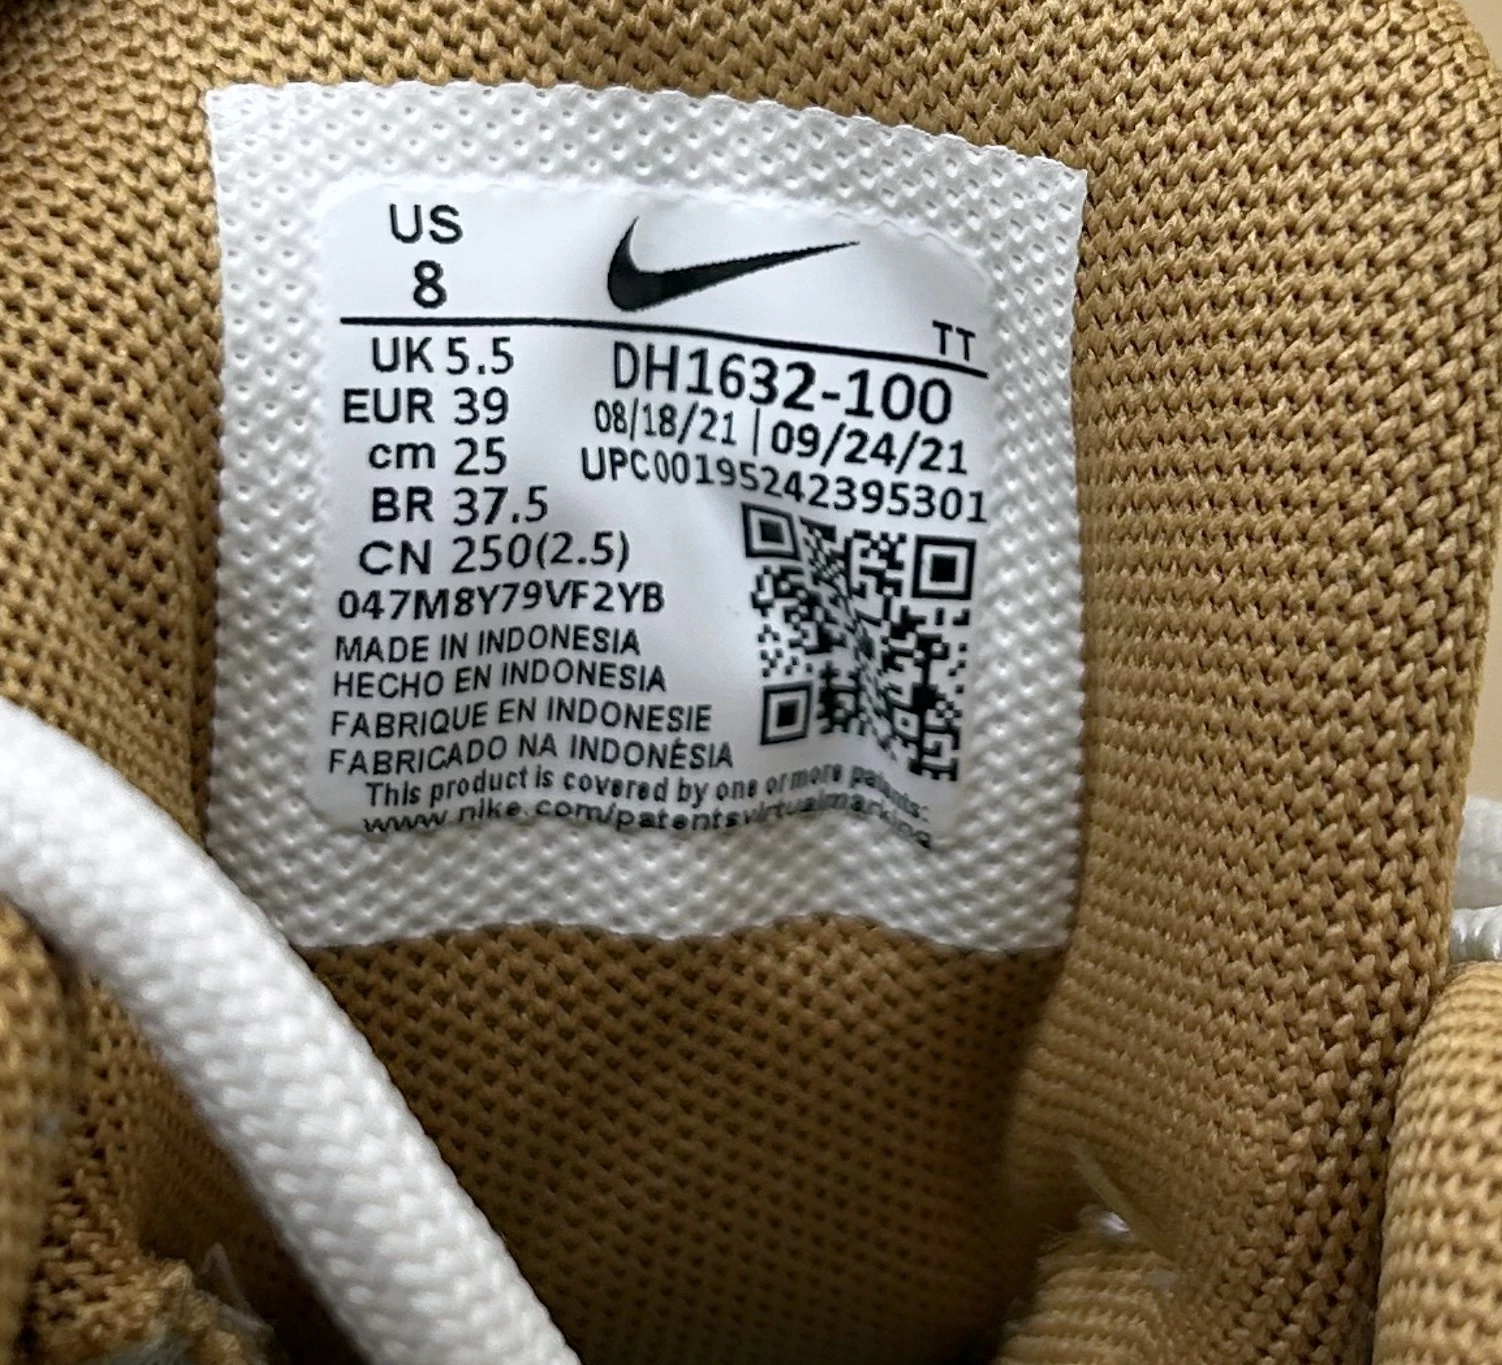 US
8
TT
UK 5.5
EUR 39
cm 25
BR 37.5
CN 250(2.5)
DH1632-100
08/18/21 | 09/24/21
UPC00195242395301
047M8Y79VF2YB
MADE IN INDONESIA
HECHO EN INDONESIA
FABRIQUE EN INDONESIE
FABRICADO NA INDONÉSIA
This product is covered by one or more patents:
www.nike.com/patentsvirtualmarking